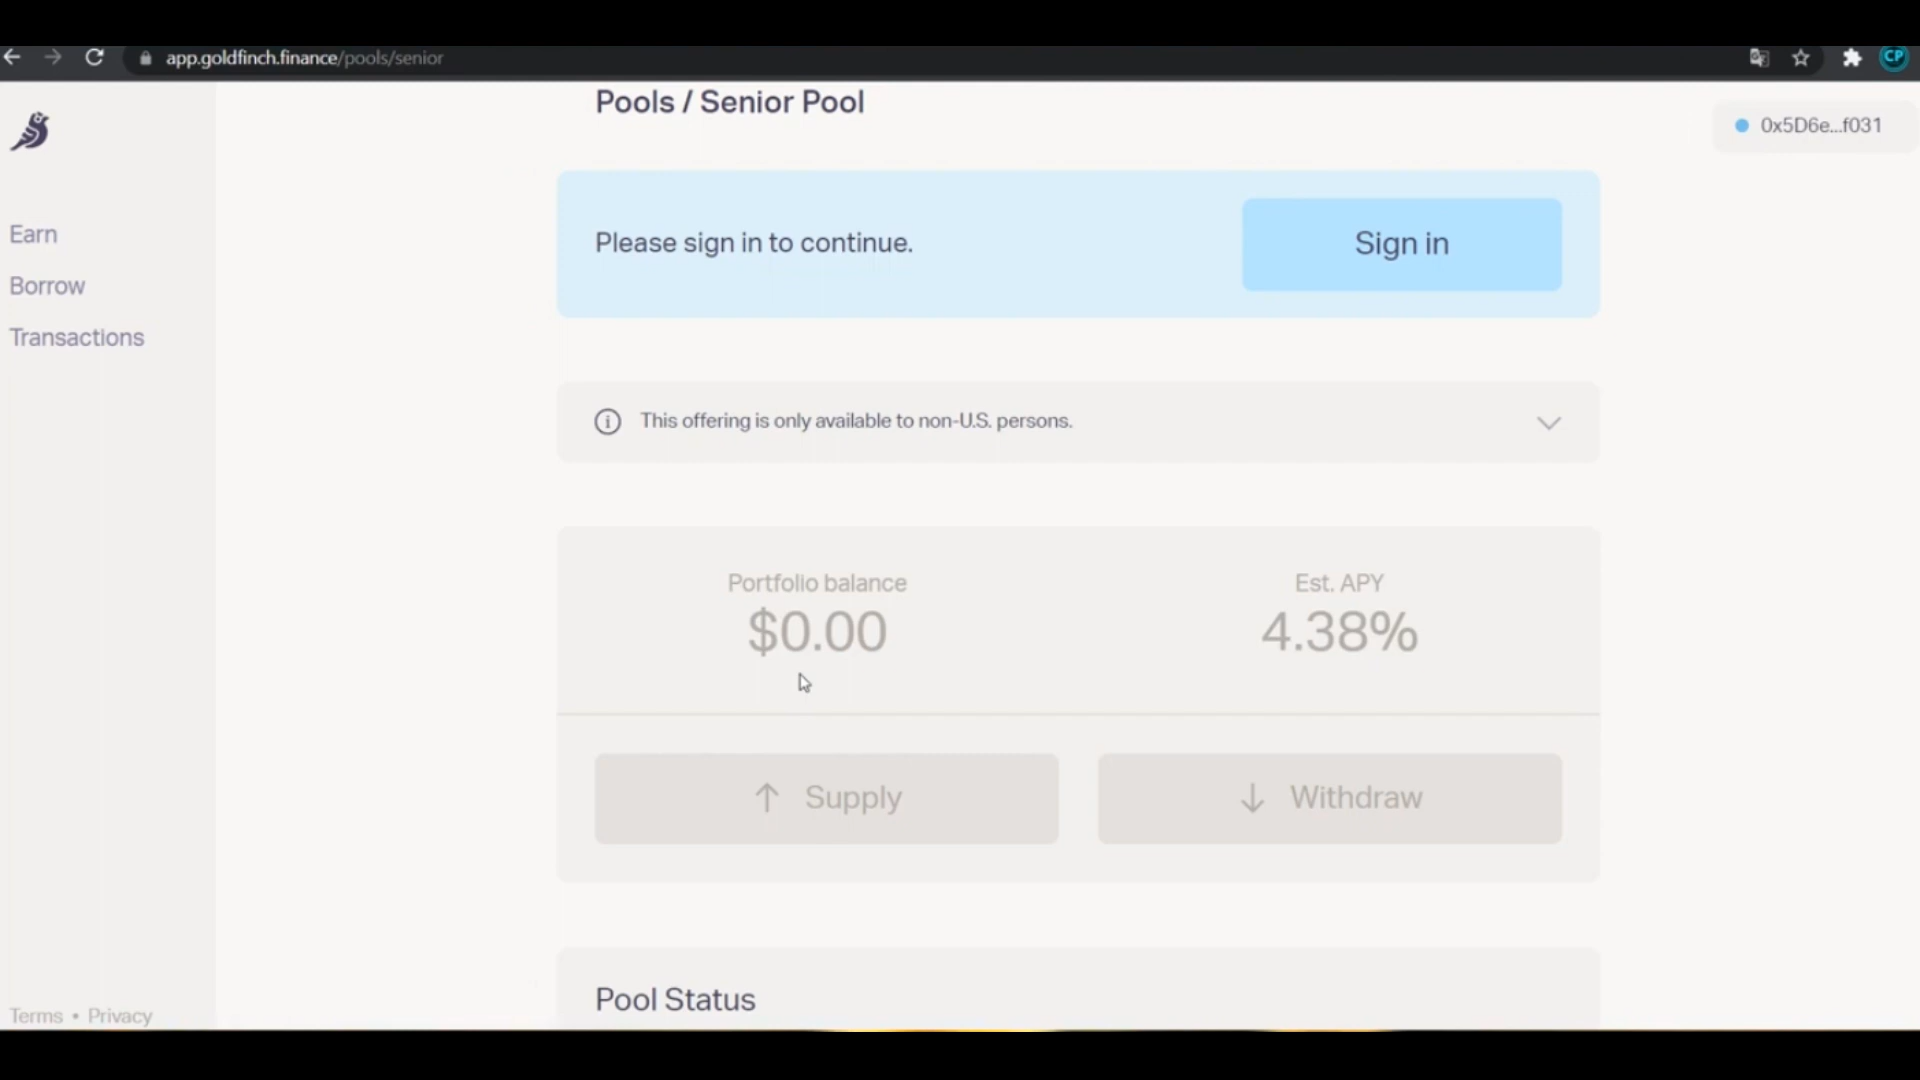 app.goldfinch.finance/pools/senior
CP
Pools / Senior Pool
0x5D6e...f031
Please sign in to continue.
Sign in
Earn
Borrow
Transactions
This offering is only available to non-U.S. persons.
Portfolio balance
$0.00
Est. APY
4.38%
Supply
Withdraw
Pool Status
Terms • Privacy